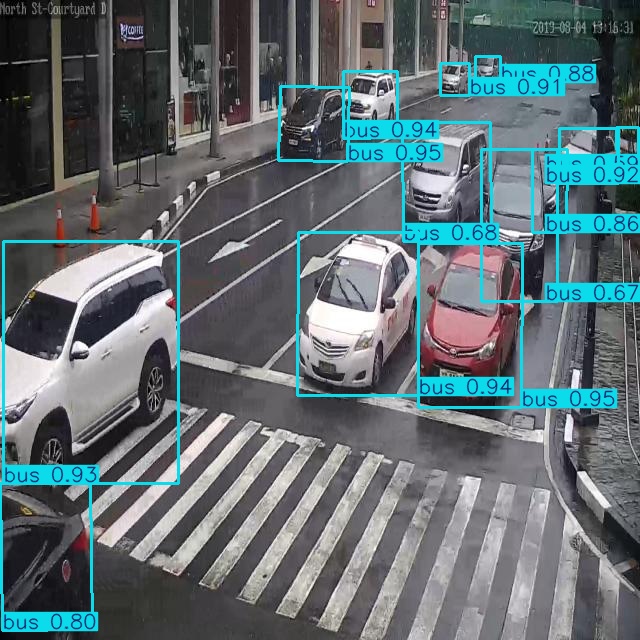 North St-Courtyard D
2019-08-04 13:16:31
COFFEE
bus 0.88
bus 0.91
bus 0.94
bus 0.95
bus 0.92
bus 0.86
bus 0.68
bus 0.67
bus 0.94
bus 0.95
bus 0.93
bus 0.80